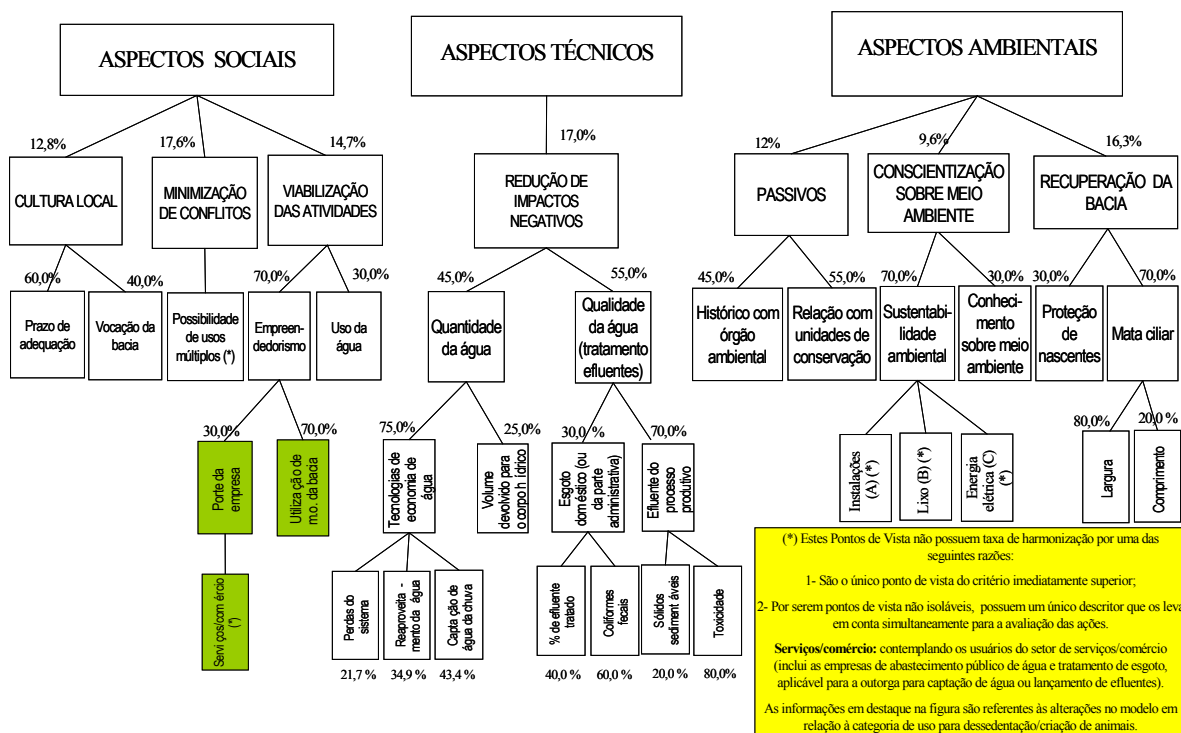 ASPECTOS SOCIAIS
ASPECTOS TÉCNICOS
ASPECTOS AMBIENTAIS
12,8%
17,6%
14,7%
17,0%
12%
9,6%
16,3%
CULTURA LOCAL
MINIMIZAÇÃO
DE CONFLITOS
VIABILIZAÇÃO
DAS ATIVIDADES
REDUÇÃO DE
IMPACTOS
NEGATIVOS
PASSIVOS
CONSCIENTIZAÇÃO
SOBRE MEIO
AMBIENTE
RECUPERAÇÃO DA
BACIA
60,0%
40,0%
70,0%
30,0%
45,0%
55,0%
45,0%
55,0%
70,0%
30,0%
30,0%
70,0%
Prazo de
adequação
Vocação da
bacia
Possibilidade
de usos
múltiplos (*)
Empreen-
dedorismo
Uso da
água
Quantidade
da água
Qualidade
da água
(tratamento
efluentes)
Histórico com
órgão
ambiental
Relação com
unidades de
conservação
Sustentabi-
lidade
ambiental
Conheci-
mento
sobre meio
ambiente
Proteção
de
nascentes
Mata ciliar
30,0%
70,0%
75,0%
25,0%
30,0 %
70,0%
80,0%
20,0 %
Porte da
empresa
Utilizaç ão de
m.o. da bacia
Tecnologias de
economia de
água
Volume
devolvido para
o corpo h ídrico
Esgoto
dom éstico (ou
da parte
administrativa)
Efluente do
processo
produtivo
Instalações
(A) (*)
Lixo (B) (*)
Energia
elétrica (C)
(*)
Largura
Comprimento
Servi ços/com ércio
(*)
Perdas do
sistema
Reaproveita -
mento da água
Capta ção de
água da chuva
% de efluente
tratado
Coliformes
fecais
Sólidos
sediment áveis
Toxicidade
21,7 %
34,9 %
43,4 %
40,0 %
60,0%
20,0 %
80,0%
(*) Estes Pontos de Vista não possuem taxa de harmonização por uma das
seguintes razões:
1- São o único ponto de vista do critério imediatamente superior;
2- Por serem pontos de vista não isoláveis, possuem um único descritor que os leva
em conta simultaneamente para a avaliação das ações.
Serviços/comércio: contemplando os usuários do setor de serviços/comércio
(inclui as empresas de abastecimento público de água e tratamento de esgoto,
aplicável para a outorga para captação de água ou lançamento de efluentes).
As informações em destaque na figura são referentes às alterações no modelo em
relação à categoria de uso para dessedentação/criação de animais.